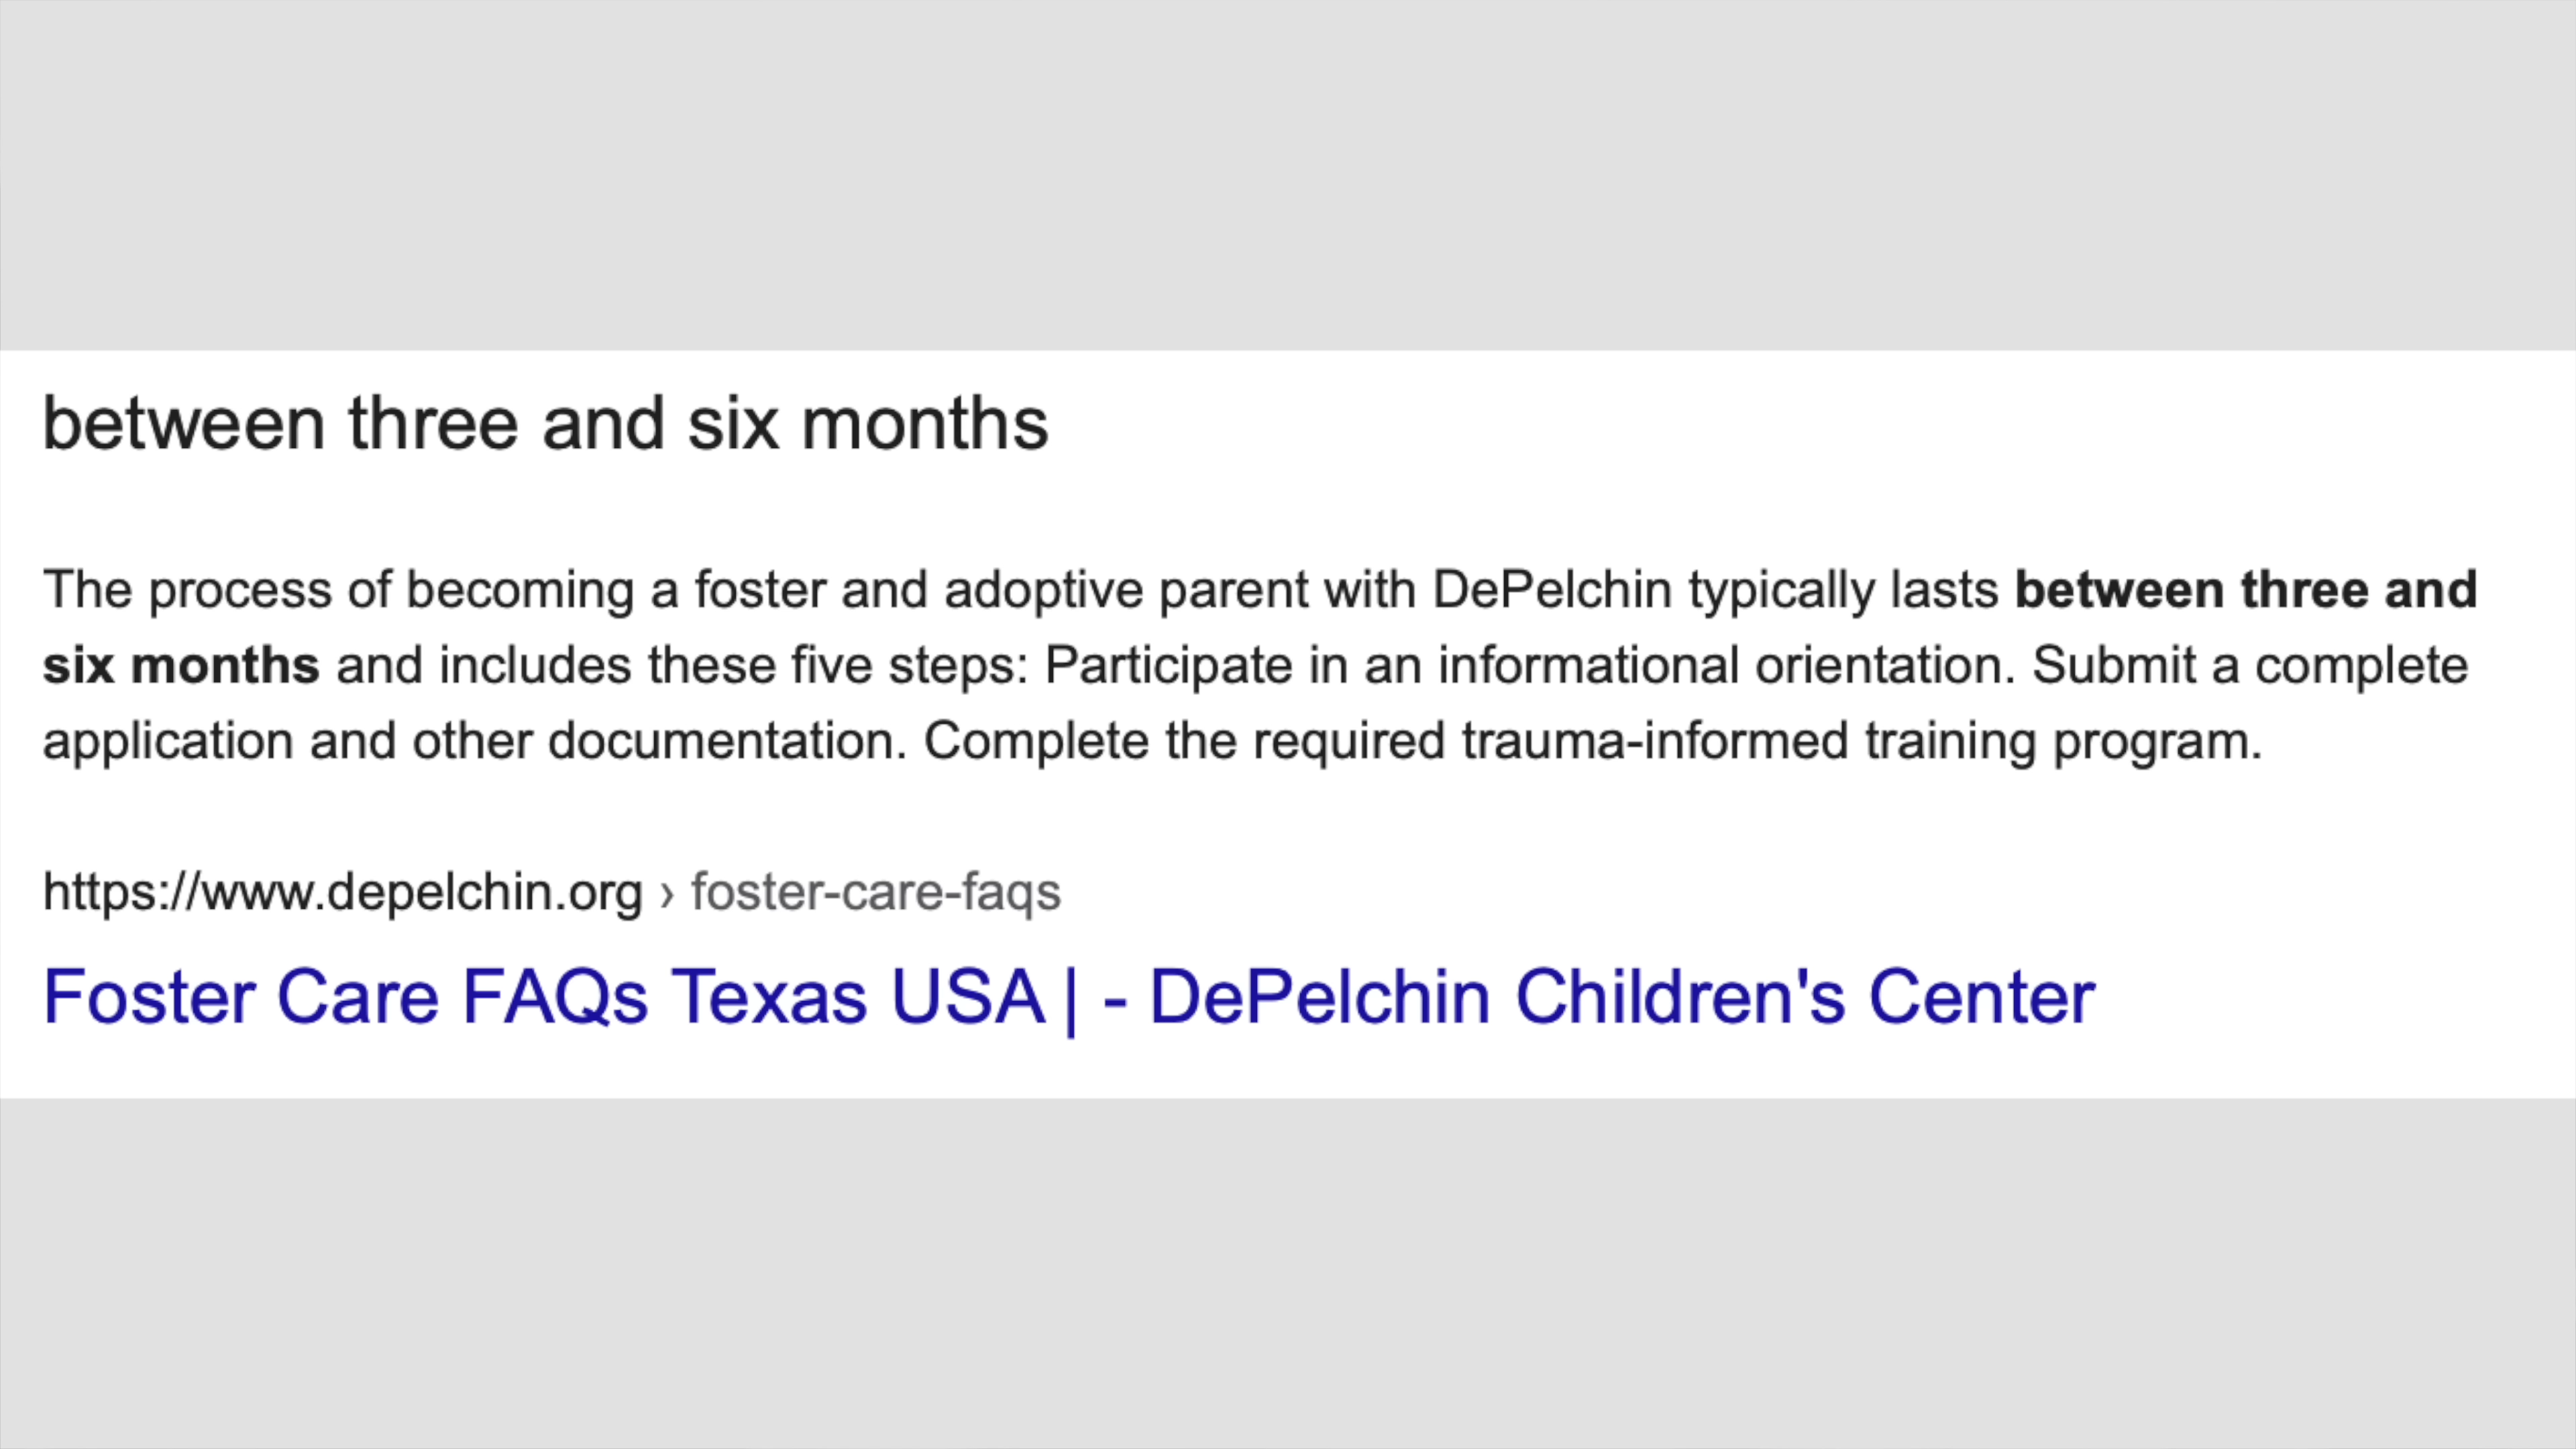 between three and six months
The process of becoming a foster and adoptive parent with DePelchin typically lasts between three and
six months and includes these five steps: Participate in an informational orientation. Submit a complete
application and other documentation. Complete the required trauma-informed training program.
https://www.depelchin.org › foster-care-faqs
Foster Care FAQs Texas USA | - DePelchin Children's Center